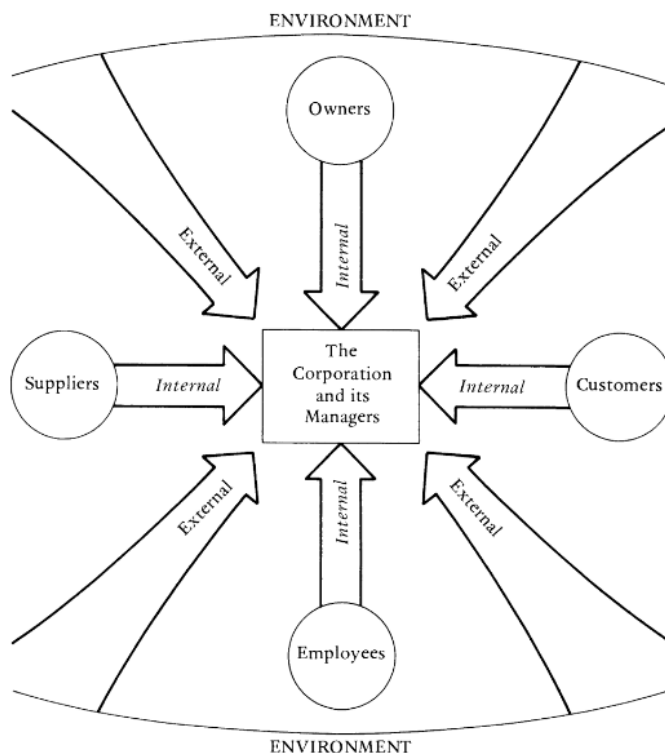 ENVIRONMENT
Owners
External
Internal
External
Suppliers
Internal
The
Corporation
and its
Managers
Internal
Customers
External
Internal
External
Employees
ENVIRONMENT